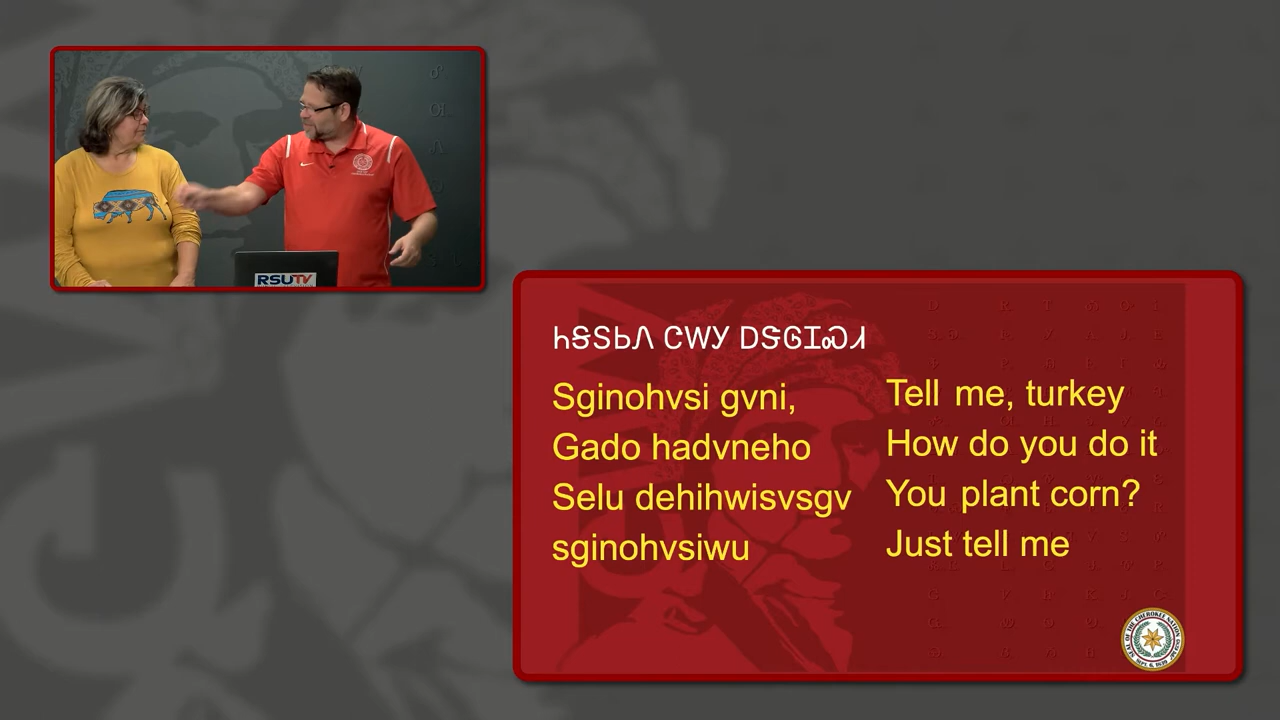 RSUTV
ᏣᎳᎩ ᎠᏕᎶᏆᏍᏗ
Sginohvsi gvni,
Gado hadvneho
Selu dehihwisvsgv
sginohvsiwu
Tell me, turkey
How do you do it
You plant corn?
Just tell me